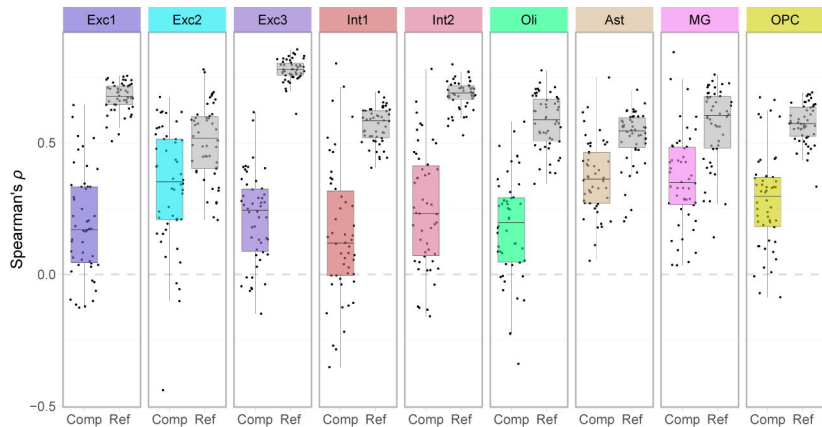 Exc1 Exc2 Exc3 Int1 Int2 Oli Ast MG OPC
Spearman's ρ
0.5
0.0
−0.5
Comp Ref Comp Ref Comp Ref Comp Ref Comp Ref Comp Ref Comp Ref Comp Ref Comp Ref